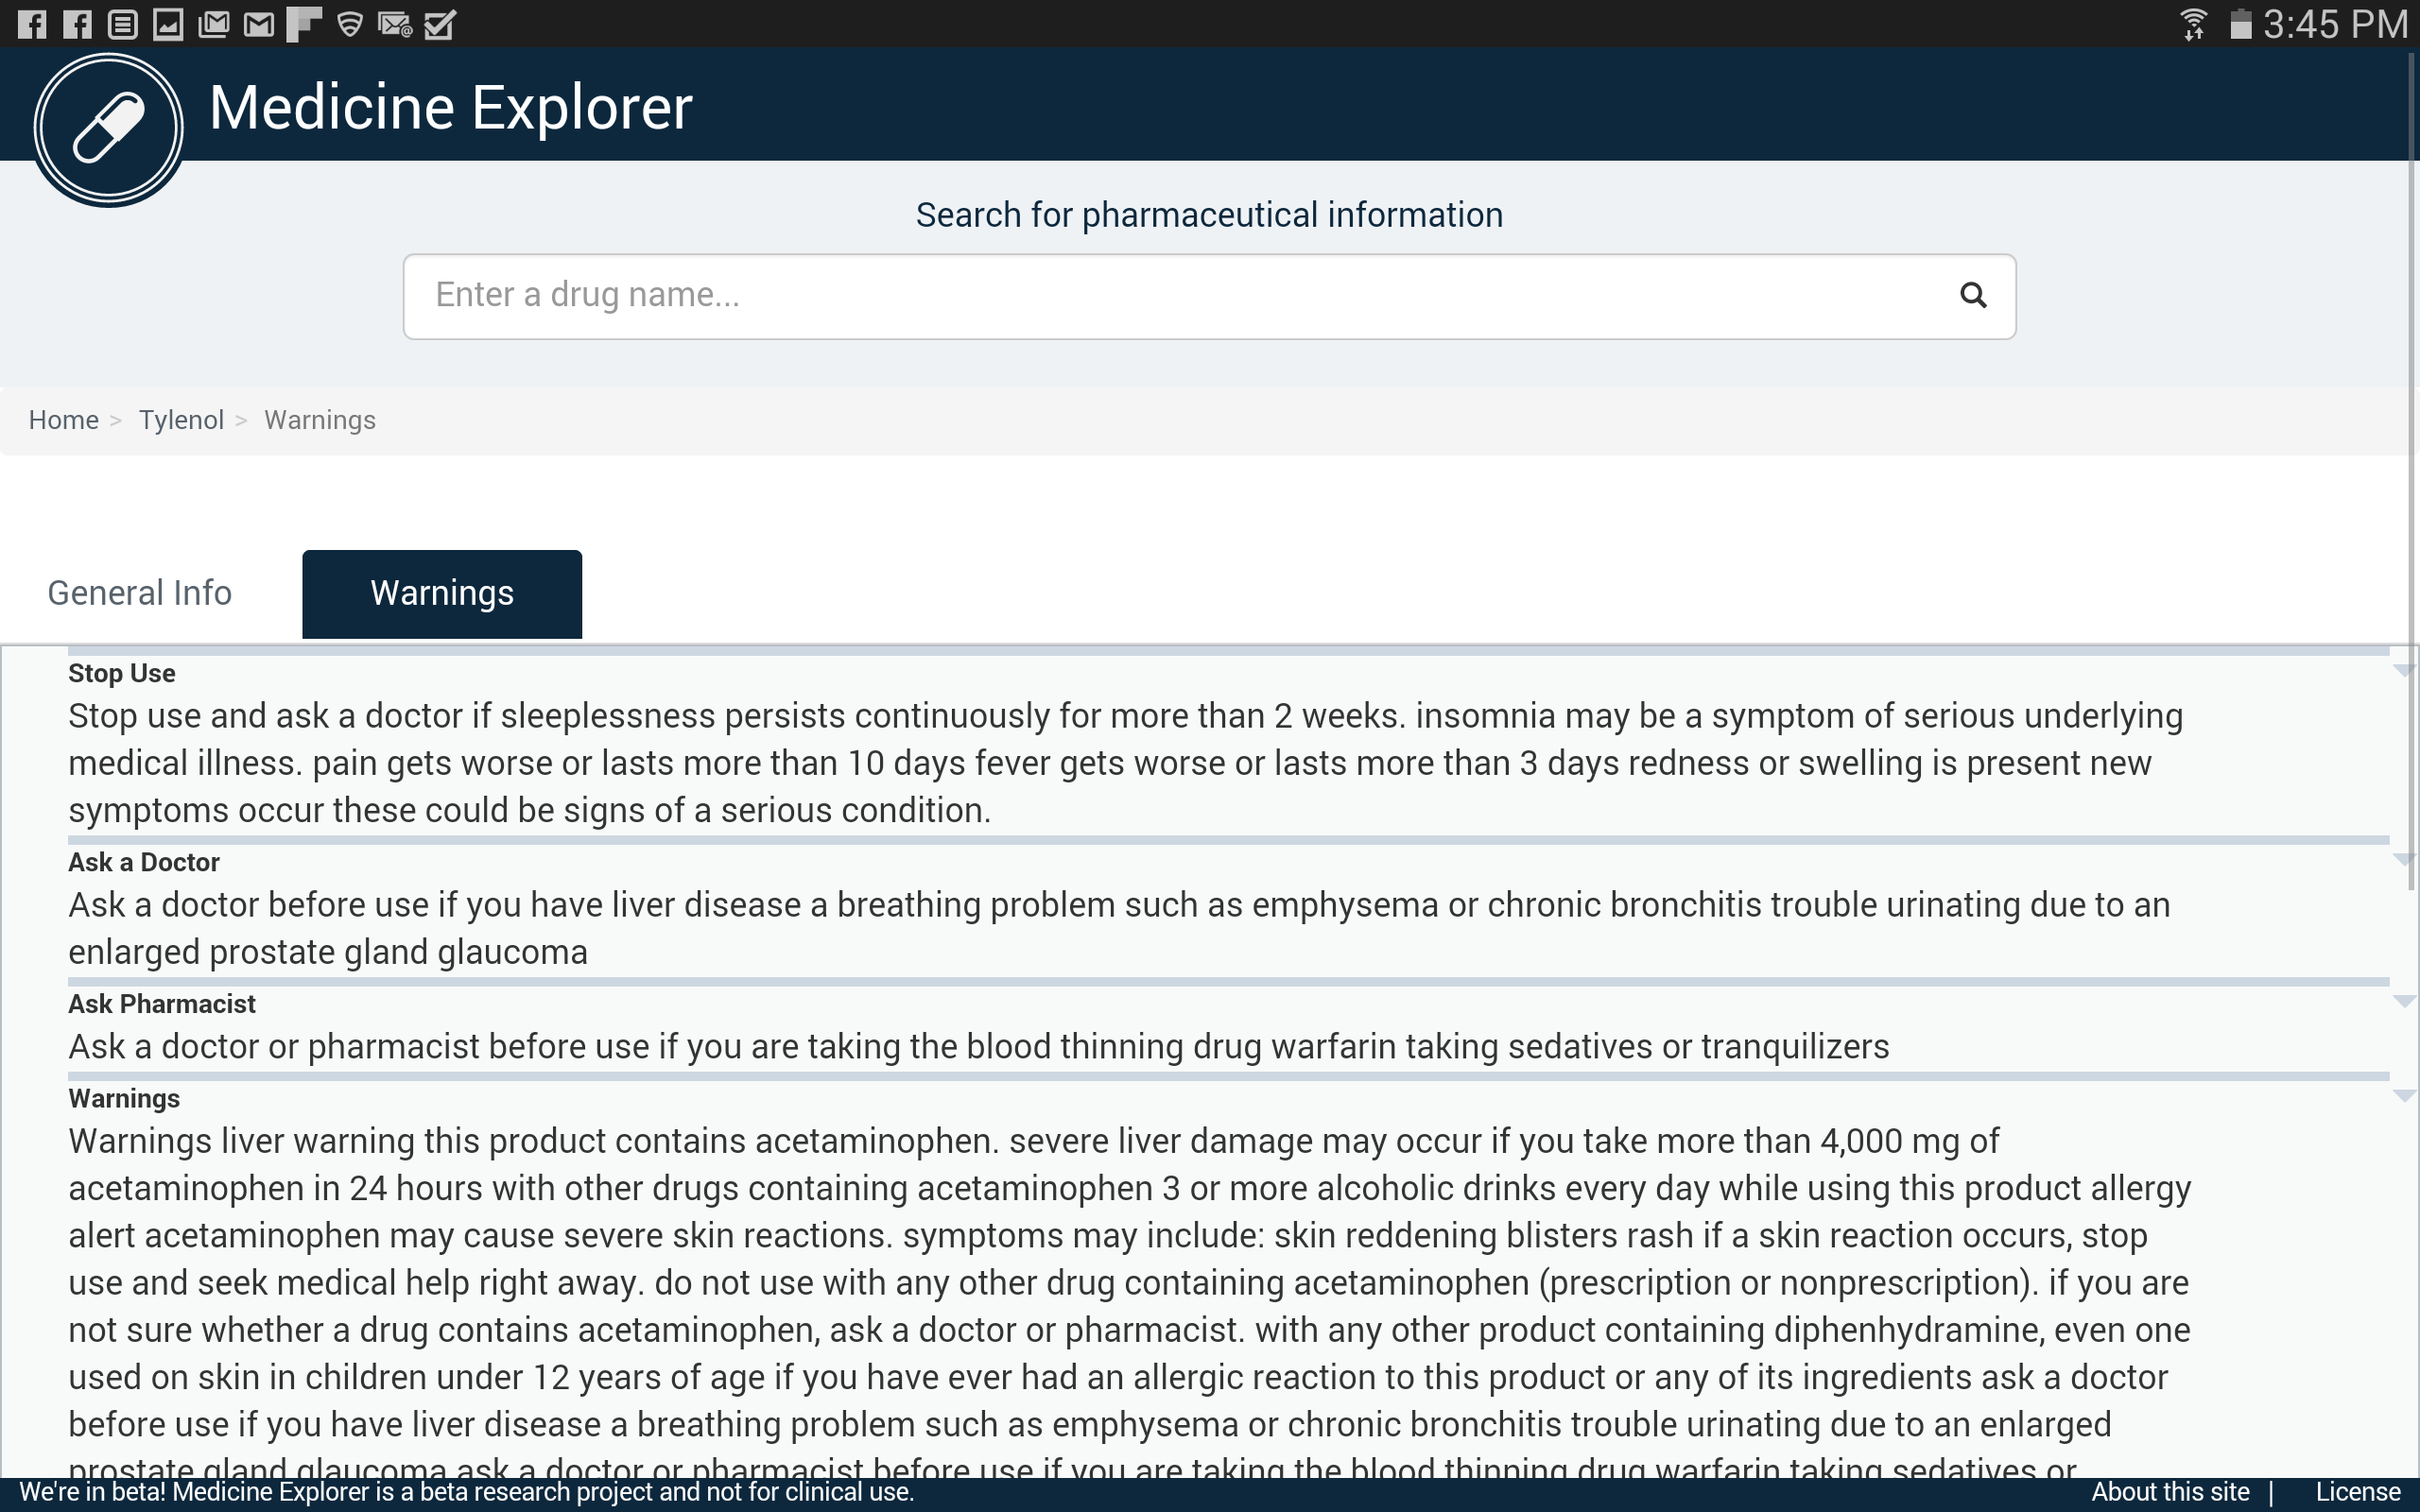 3:45 PM
Medicine Explorer
Search for pharmaceutical information
Enter a drug name...
Home > Tylenol > Warnings
General Info
Warnings
Stop Use
Stop use and ask a doctor if sleeplessness persists continuously for more than 2 weeks. insomnia may be a symptom of serious underlying
medical illness. pain gets worse or lasts more than 10 days fever gets worse or lasts more than 3 days redness or swelling is present new
symptoms occur these could be signs of a serious condition.
Ask a Doctor
Ask a doctor before use if you have liver disease a breathing problem such as emphysema or chronic bronchitis trouble urinating due to an
enlarged prostate gland glaucoma
Ask Pharmacist
Ask a doctor or pharmacist before use if you are taking the blood thinning drug warfarin taking sedatives or tranquilizers
Warnings
Warnings liver warning this product contains acetaminophen. severe liver damage may occur if you take more than 4,000 mg of
acetaminophen in 24 hours with other drugs containing acetaminophen 3 or more alcoholic drinks every day while using this product allergy
alert acetaminophen may cause severe skin reactions. symptoms may include: skin reddening blisters rash if a skin reaction occurs, stop
use and seek medical help right away. do not use with any other drug containing acetaminophen (prescription or nonprescription). if you are
not sure whether a drug contains acetaminophen, ask a doctor or pharmacist. with any other product containing diphenhydramine, even one
used on skin in children under 12 years of age if you have ever had an allergic reaction to this product or any of its ingredients ask a doctor
before use if you have liver disease a breathing problem such as emphysema or chronic bronchitis trouble urinating due to an enlarged
prostate gland glaucoma ask a doctor or pharmacist before use if you are taking the blood thinning drug warfarin taking sedatives or
We're in beta! Medicine Explorer is a beta research project and not for clinical use.
About this site | License